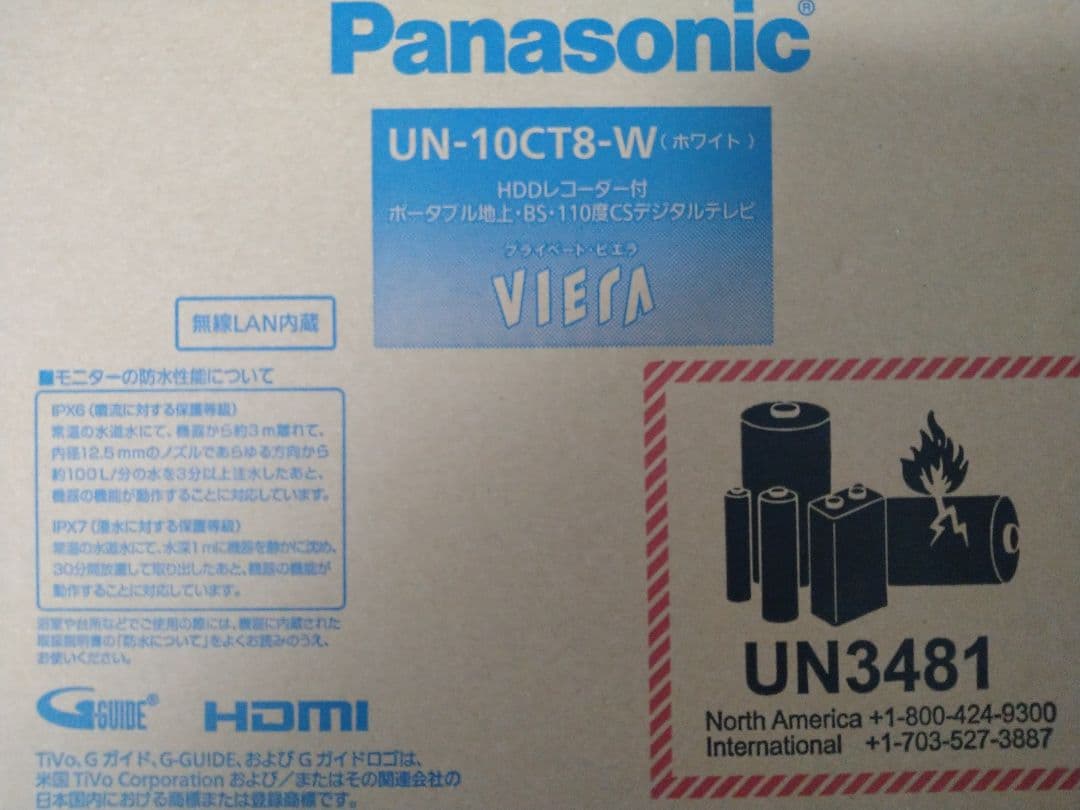 Panasonic®
UN-10CT8-W(ホワイト)
HDDレコーダー付
ポータブル地上・BS・110度CSデジタルテレビ
プライベート・ビエラ
VIERA
無線LAN内蔵
■モニターの防水性能について
IPX6(噴流に対する保護等級)
常温の水道水にて、機器から約3m離れて、
内径12.5mmのノズルであらゆる方向から
約100L/分の水を3分以上注水したあと、
機器の機能が動作することに対応しています。
IPX7(浸水に対する保護等級)
常温の水道水にて、水深1mに機器を静かに沈め、
30分間放置して取り出したあと、機器の機能が
動作することに対応しています。
浴室や台所などでご使用の際には、機器に内蔵された
取扱説明書の「防水について」をよくお読みのうえ、
お使いください。
G-GUIDE® HDMI
TiVo、Gガイド、G-GUIDE、およびGガイドロゴは、
米国TiVo Corporationおよび/またはその関連会社の
日本国内における商標または登録商標です。
UN3481
North America +1-800-424-9300
International +1-703-527-3887